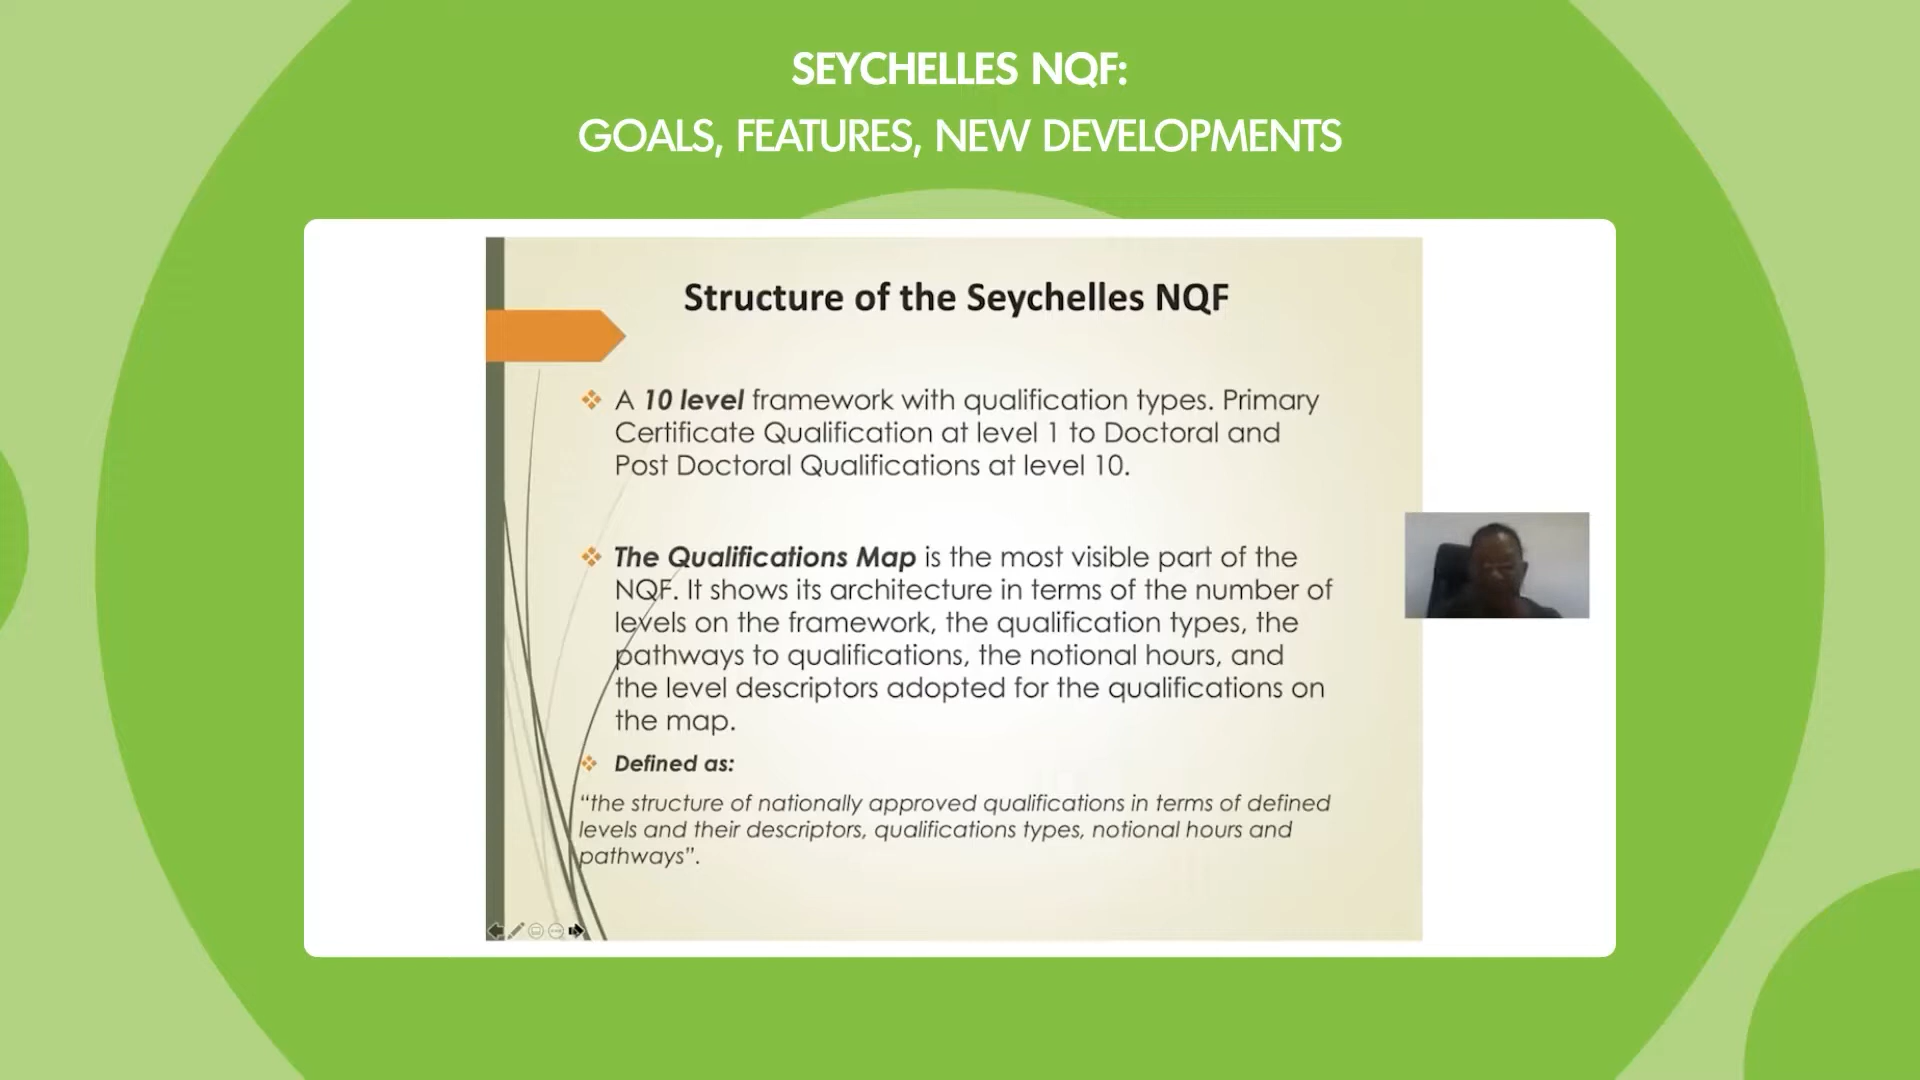 SEYCHELLES NQF:
GOALS, FEATURES, NEW DEVELOPMENTS
Structure of the Seychelles NQF
A 10 level framework with qualification types. Primary
Certificate Qualification at level 1 to Doctoral and
Post Doctoral Qualifications at level 10.
The Qualifications Map is the most visible part of the
NQF. It shows its architecture in terms of the number of
levels on the framework, the qualification types, the
pathways to qualifications, the notional hours, and
the level descriptors adopted for the qualifications on
the map.
Defined as:
“the structure of nationally approved qualifications in terms of defined
levels and their descriptors, qualifications types, notional hours and
pathways”.